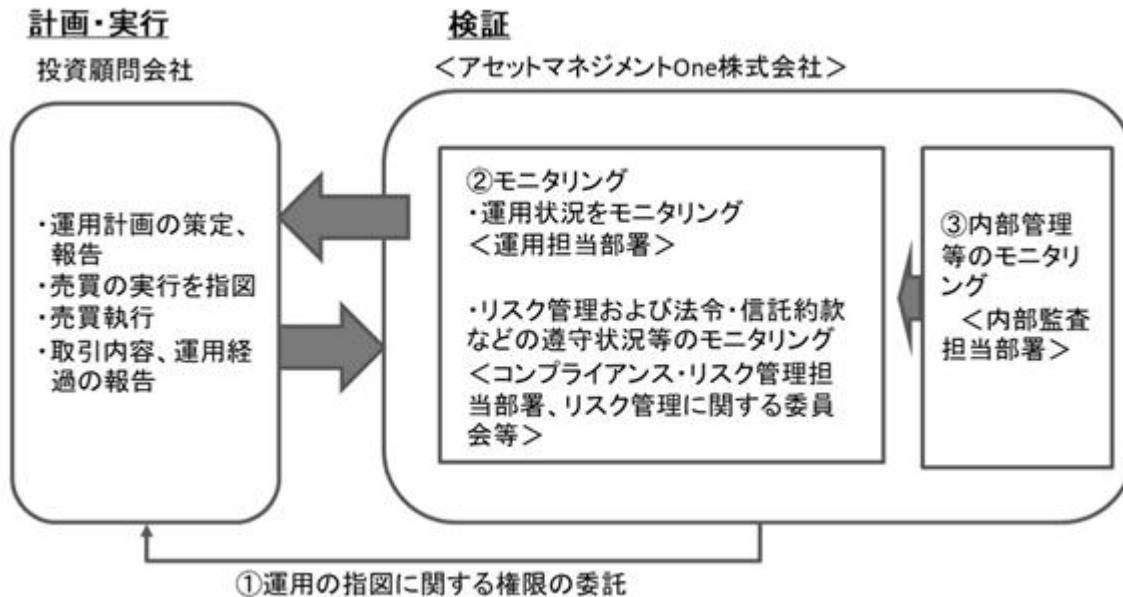 計画・実行
投資顧問会社
・運用計画の策定、
報告
・売買の実行を指図
・売買執行
・取引内容、運用経
過の報告
検証
＜アセットマネジメントOne株式会社＞
②モニタリング
・運用状況をモニタリング
＜運用担当部署＞
・リスク管理および法令・信託約款
などの遵守状況等のモニタリング
＜コンプライアンス・リスク管理担
当部署、リスク管理に関する委員
会等＞
③内部管理
等のモニタリ
ング
＜内部監査
担当部署＞
①運用の指図に関する権限の委託